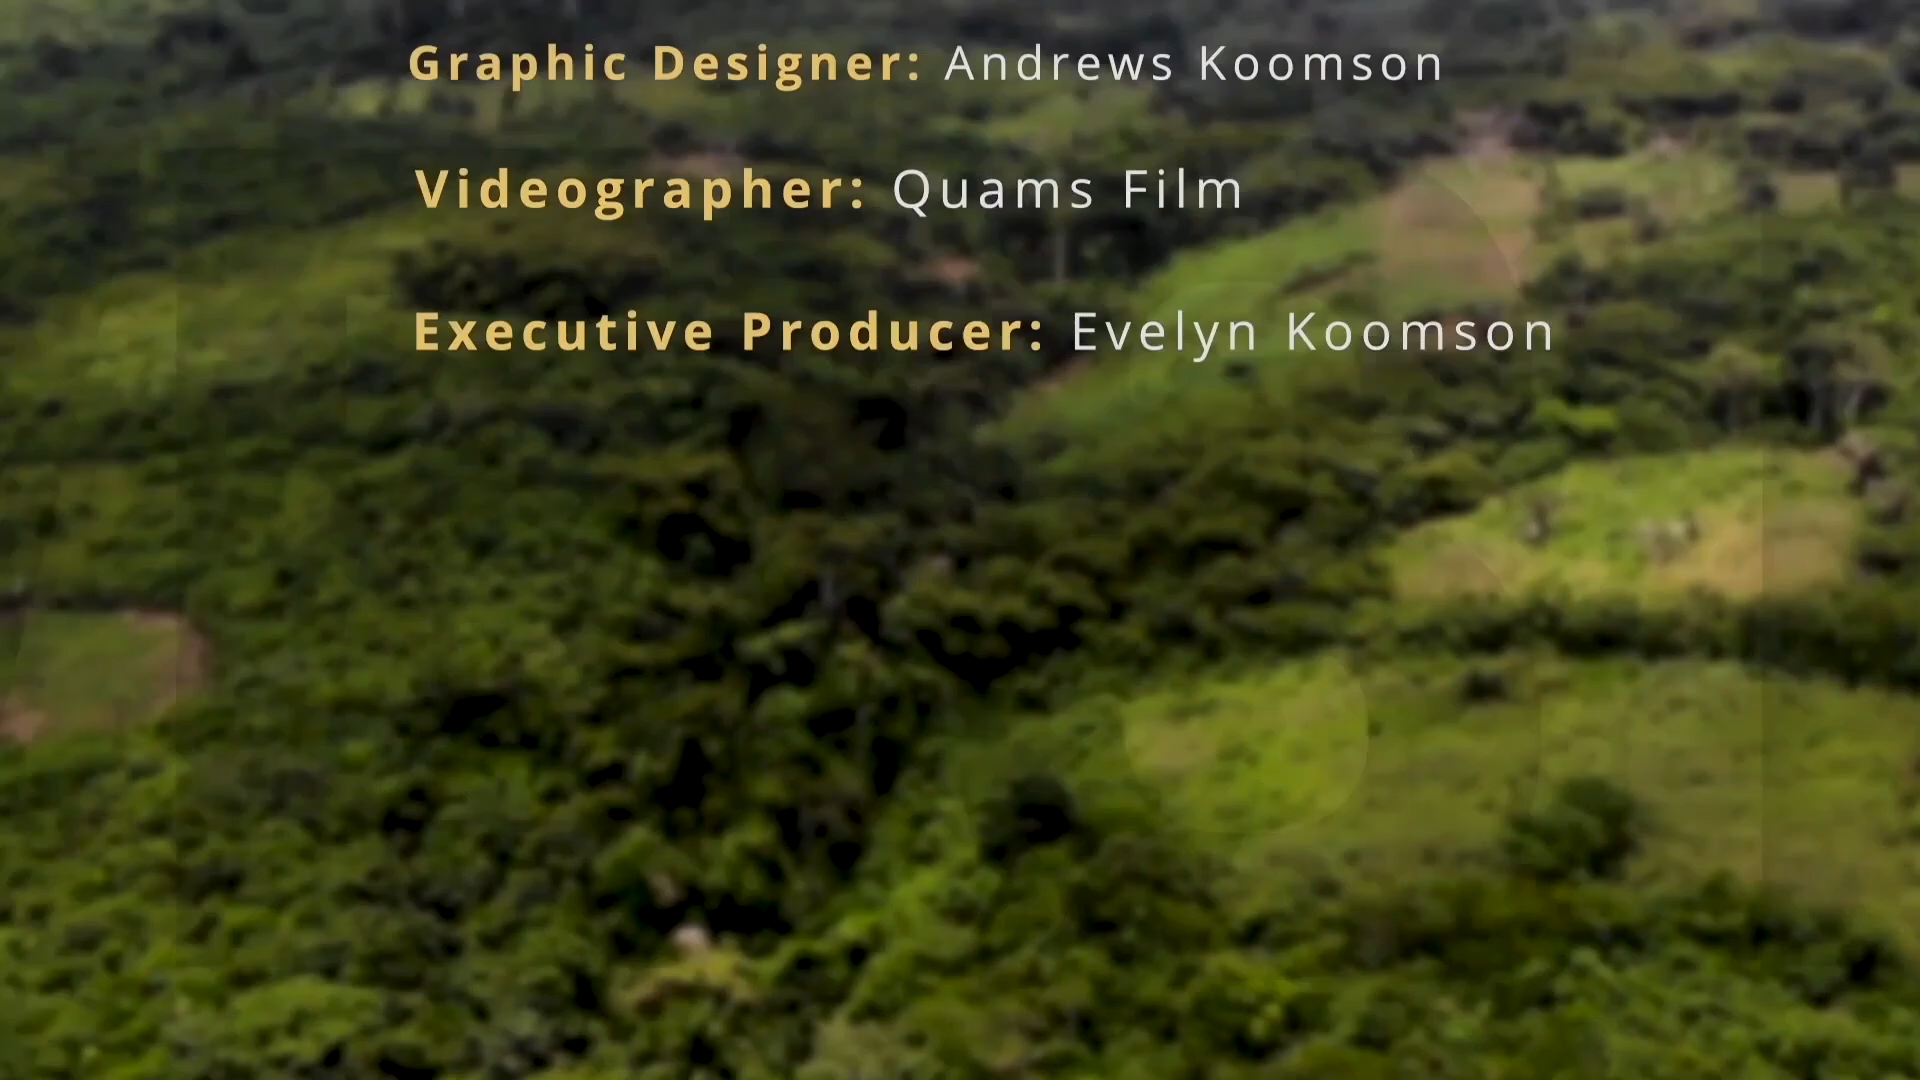 Graphic Designer: Andrews Koomson
Videographer: Quams Film
Executive Producer: Evelyn Koomson